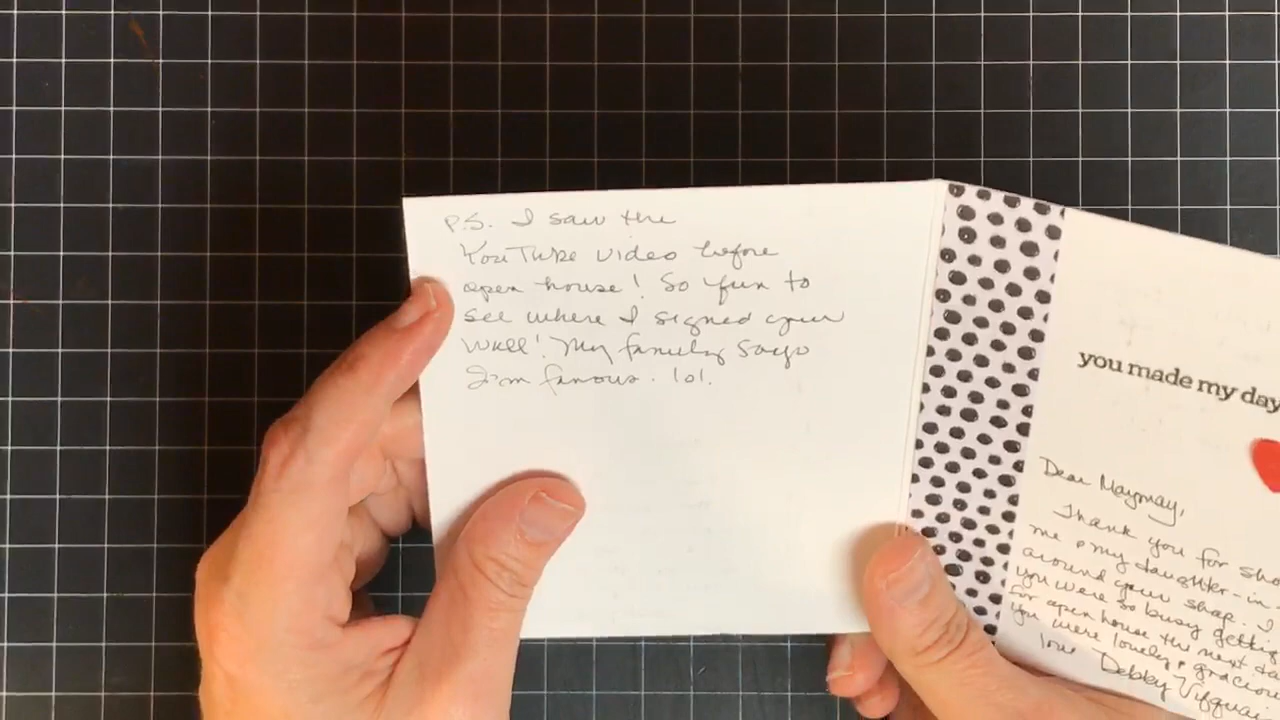 P.S. I saw the
YouTube video before
open house! So fun to
see where I signed your
wall! My family says
I'm famous. lol.
you made my day
Dear Maymay,
Thank you for sho
me & my daughter-in
around your shop. I
you were so busy getting
for open house the next da
You were lovely & gracious
love Debby